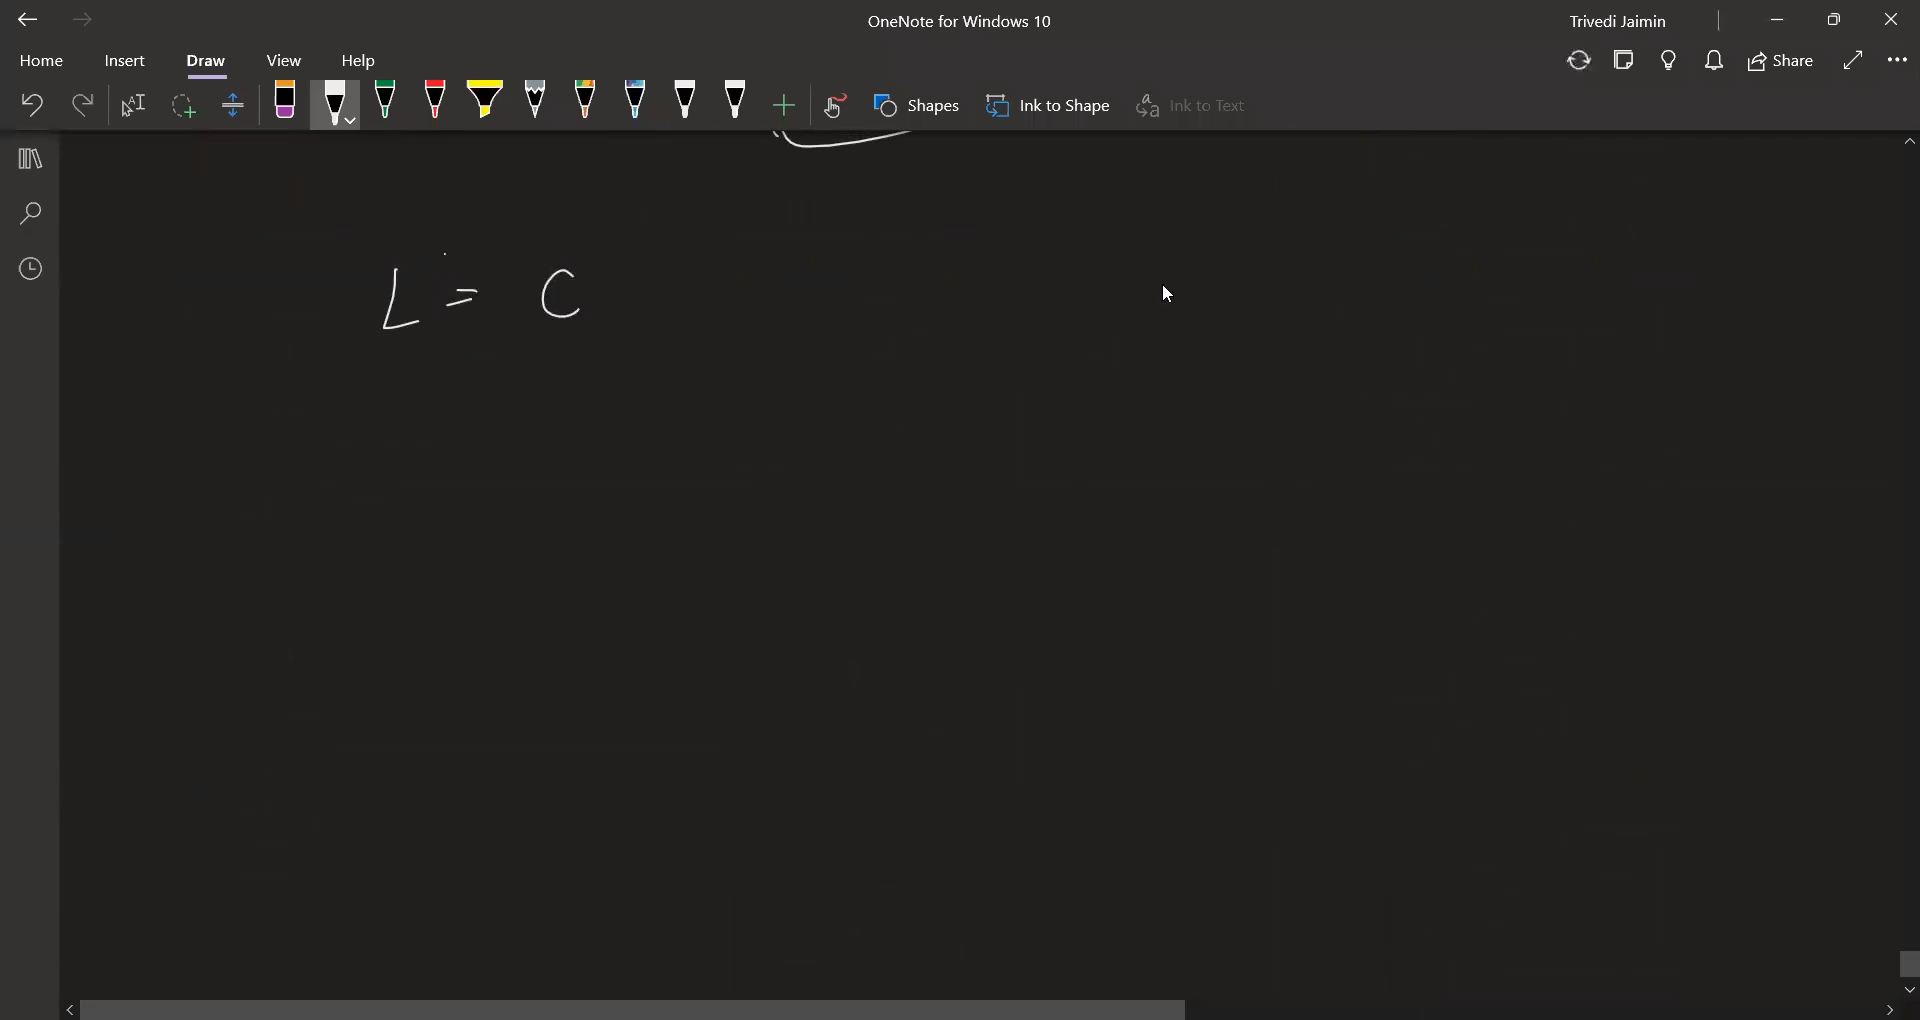 OneNote for Windows 10
Trivedi Jaimin
Home Insert Draw View Help
Share
Shapes Ink to Shape Ink to Text
L = C